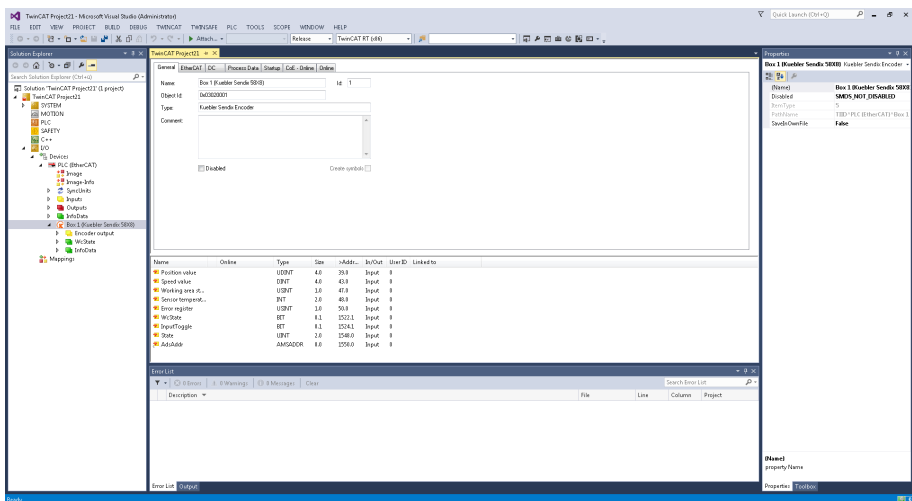 TwinCAT Project21 - Microsoft Visual Studio (Administrator)
Quick Launch (Ctrl+Q)
FILE EDIT VIEW PROJECT BUILD DEBUG TWINCAT TWINSAFE PLC TOOLS SCOPE WINDOW HELP
Attach... Release TwinCAT RT (x86)
Solution Explorer
Search Solution Explorer (Ctrl+ü)
Solution 'TwinCAT Project21' (1 project)
TwinCAT Project21
SYSTEM
MOTION
PLC
SAFETY
C++
I/O
Devices
PLC (EtherCAT)
Image
Image-Info
SyncUnits
Inputs
Outputs
InfoData
Box 1 (Kuebler Sendix 58X8)
Encoder output
WcState
InfoData
Mappings
TwinCAT Project21
General EtherCAT DC Process Data Startup CoE - Online Online
Name: Box 1 (Kuebler Sendix 58X8) Id: 1
Object Id: 0x03020001
Type: Kuebler Sendix Encoder
Comment:
Disabled Create symbols
Name Online Type Size >Addr... In/Out User ID Linked to
Position value UDINT 4.0 39.0 Input 0
Speed value DINT 4.0 43.0 Input 0
Working area st... USINT 1.0 47.0 Input 0
Sensor temperat... INT 2.0 48.0 Input 0
Error register USINT 1.0 50.0 Input 0
WcState BIT 0.1 1522.1 Input 0
InputToggle BIT 0.1 1524.1 Input 0
State UINT 2.0 1548.0 Input 0
AdsAddr AMSADDR 8.0 1550.0 Input 0
Error List
0 Errors 0 Warnings 0 Messages Clear
Search Error List
Description File Line Column Project
Error List Output
Properties
Box 1 (Kuebler Sendix 58X8) Kuebler Sendix Encoder
(Name) Box 1 (Kuebler Sendix 58X8
Disabled SMDS_NOT_DISABLED
ItemType 5
PathName TIID^PLC (EtherCAT)^Box 1
SaveInOwnFile False
(Name)
property Name
Properties Toolbox
Ready